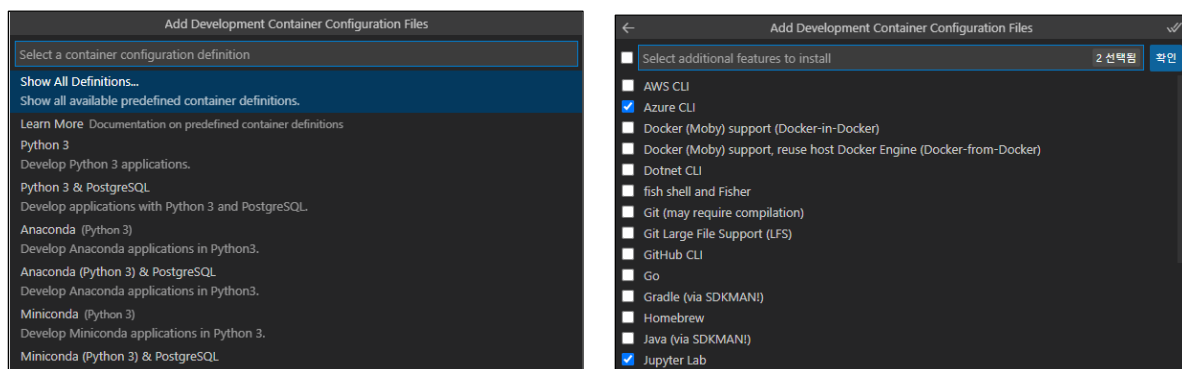 Add Development Container Configuration Files
Select a container configuration definition
Show All Definitions...
Show all available predefined container definitions.
Learn More Documentation on predefined container definitions
Python 3
Develop Python 3 applications.
Python 3 & PostgreSQL
Develop applications with Python 3 and PostgreSQL.
Anaconda (Python 3)
Develop Anaconda applications in Python3.
Anaconda (Python 3) & PostgreSQL
Develop Anaconda applications in Python3.
Miniconda (Python 3)
Develop Miniconda applications in Python 3.
Miniconda (Python 3) & PostgreSQL
Add Development Container Configuration Files
Select additional features to install 2 선택됨 확인
AWS CLI
Azure CLI
Docker (Moby) support (Docker-in-Docker)
Docker (Moby) support, reuse host Docker Engine (Docker-from-Docker)
Dotnet CLI
fish shell and Fisher
Git (may require compilation)
Git Large File Support (LFS)
GitHub CLI
Go
Gradle (via SDKMAN!)
Homebrew
Java (via SDKMAN!)
Jupyter Lab